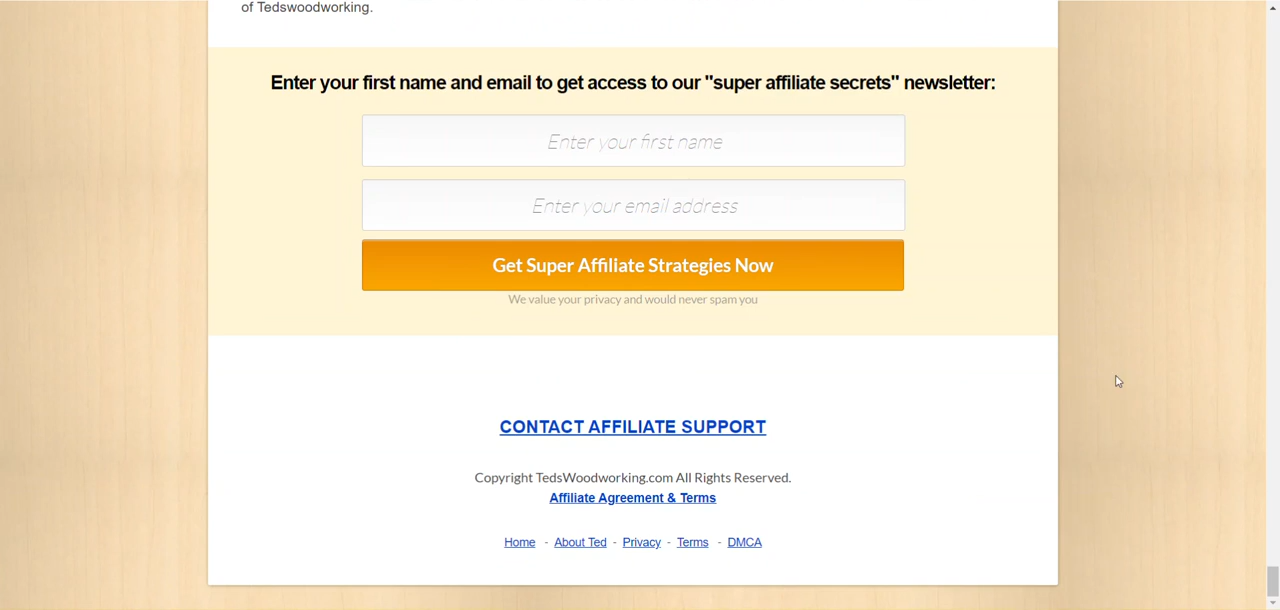 of Tedswoodworking.
Enter your first name and email to get access to our "super affiliate secrets" newsletter:
Enter your first name
Enter your email address
Get Super Affiliate Strategies Now
We value your privacy and would never spam you
CONTACT AFFILIATE SUPPORT
Copyright TedsWoodworking.com All Rights Reserved.
Affiliate Agreement & Terms
Home - About Ted - Privacy - Terms - DMCA